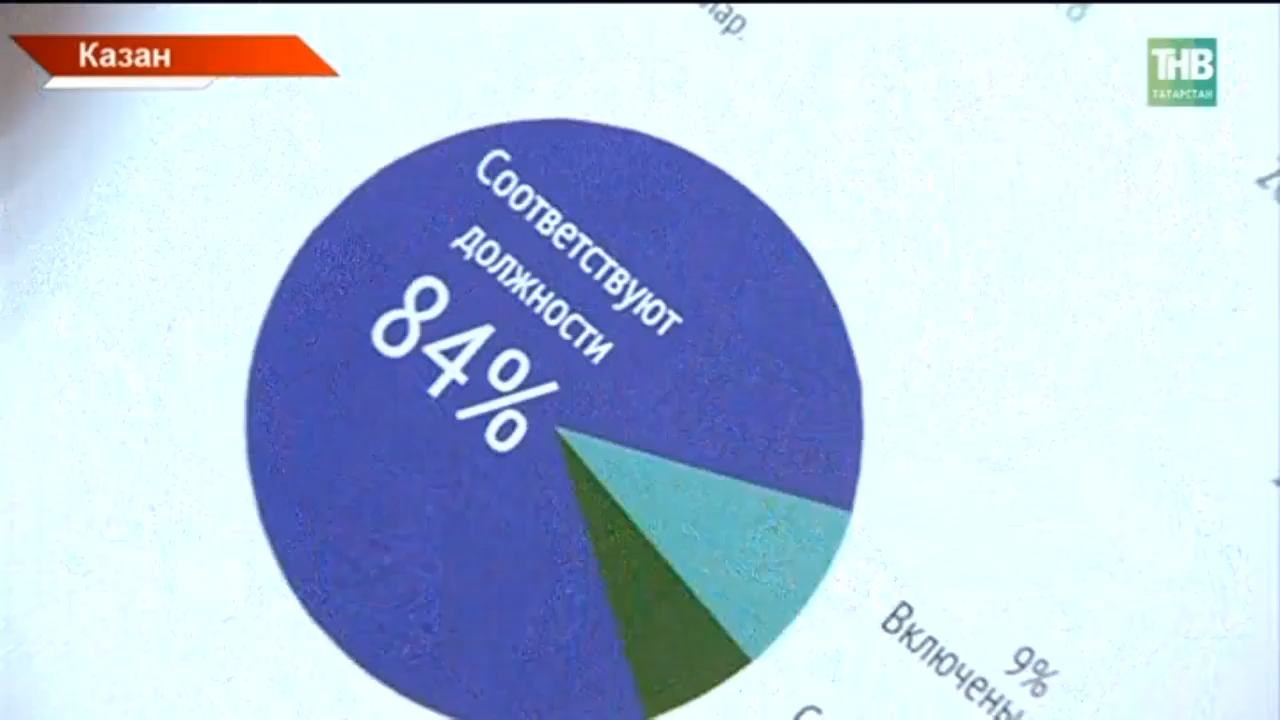 Казан
ТНВ
ТАТАРСТАН
Соответствуют
должности
84%
9%
Включены